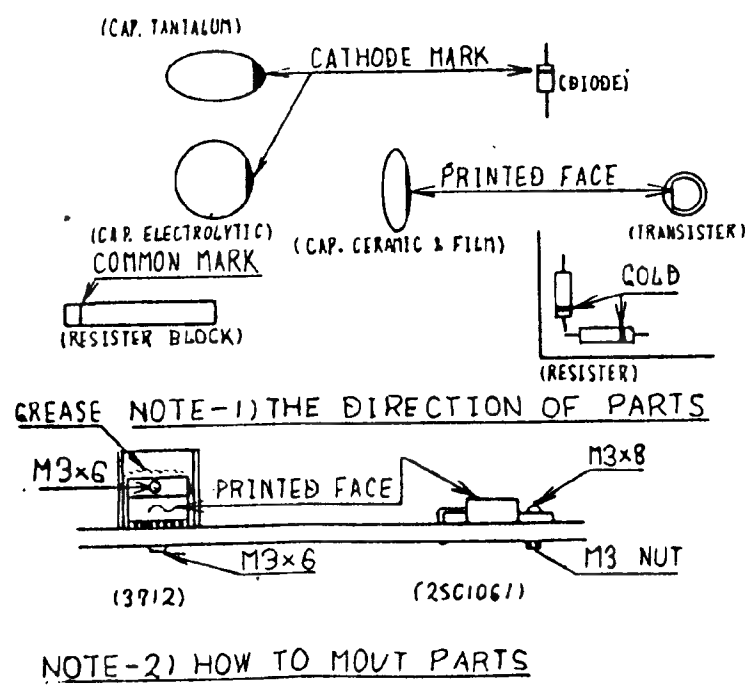 (CAP. TANTALUM)
CATHODE MARK
(DIODE)
PRINTED FACE
(CAP. ELECTROLYTIC)
(CAP. CERAMIC & FILM)
(TRANSISTER)
COMMON MARK
GOLD
(RESISTER BLOCK)
(RESISTER)
GREASE
NOTE-1) THE DIRECTION OF PARTS
M3×6
PRINTED FACE
M3×8
M3×6
M3 NUT
(3712)
(2SC1061)
NOTE-2) HOW TO MOUT PARTS